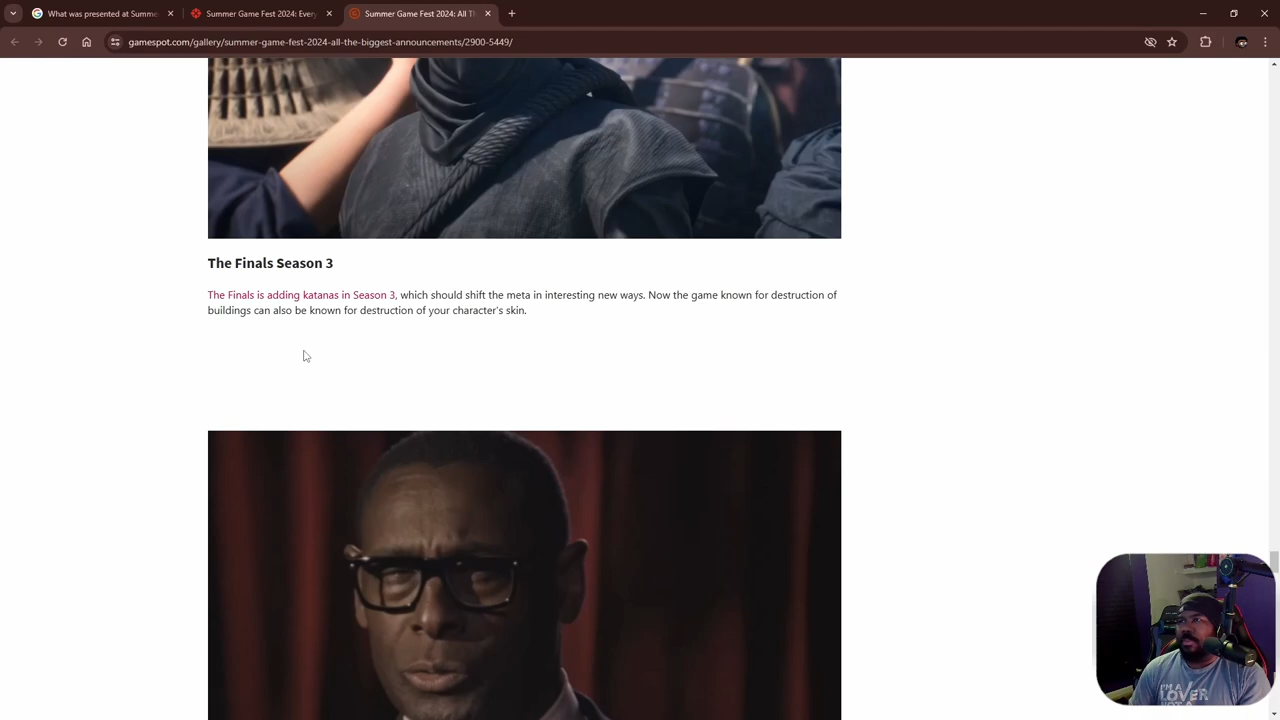 What was presented at Summe
Summer Game Fest 2024: Every
Summer Game Fest 2024: All Th
gamespot.com/gallery/summer-game-fest-2024-all-the-biggest-announcements/2900-5449/
The Finals Season 3
The Finals is adding katanas in Season 3, which should shift the meta in interesting new ways. Now the game known for destruction of
buildings can also be known for destruction of your character's skin.
I'M A
LOVER
NOT A